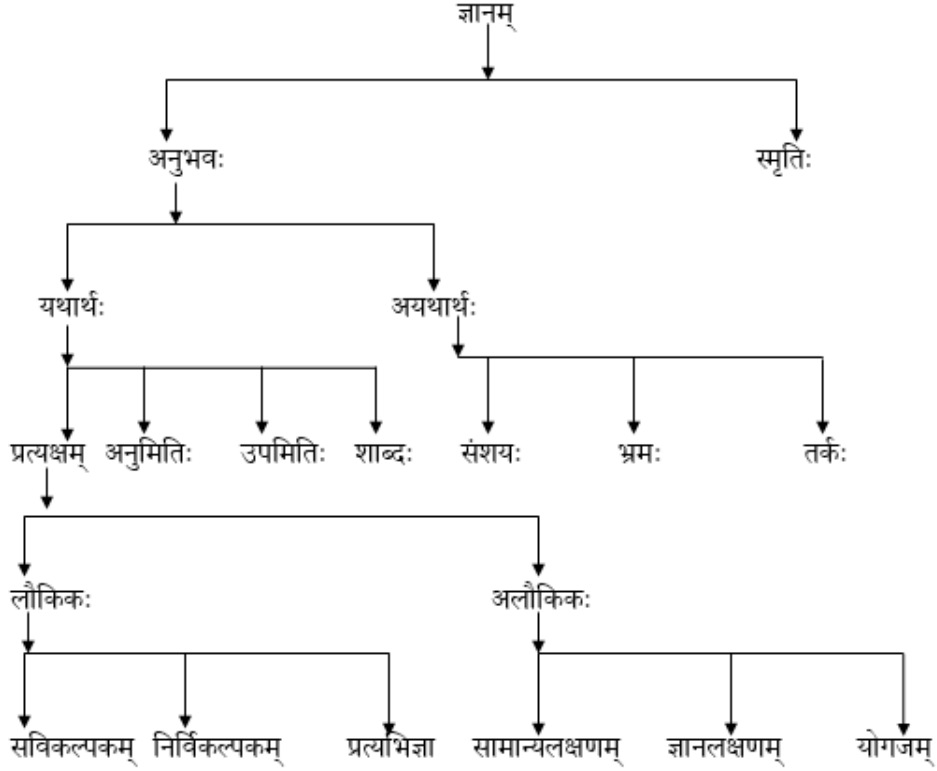 ज्ञानम्
अनुभवः स्मृतिः
यथार्थः अयथार्थः
प्रत्यक्षम् अनुमितिः उपमितिः शाब्दः संशयः भ्रमः तर्कः
लौकिकः अलौकिकः
सविकल्पकम् निर्विकल्पकम् प्रत्यभिज्ञा सामान्यलक्षणम् ज्ञानलक्षणम् योगजम्